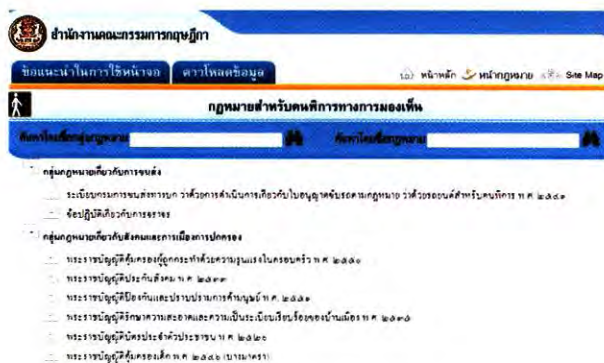 สำนักงานคณะกรรมการกฤษฎีกา
ข้อแนะนำในการใช้หน้าจอ ดาวโหลดข้อมูล
หน้าหลัก หน้ากฎหมาย Site Map
กฎหมายสำหรับคนพิการทางการมองเห็น
ค้นหาโดยชื่อกลุ่มกฎหมาย ค้นหาโดยชื่อกฎหมาย
กลุ่มกฎหมายเกี่ยวกับการขนส่ง
ระเบียบกรมการขนส่งทางบก ว่าด้วยการดำเนินการเกี่ยวกับใบอนุญาตขับรถตามกฎหมาย ว่าด้วยรถยนต์สำหรับคนพิการ พ.ศ.
ข้อปฏิบัติเกี่ยวกับการจราจร
กลุ่มกฎหมายเกี่ยวกับสังคมและการเมืองการปกครอง
พระราชบัญญัติคุ้มครองผู้ถูกกระทำด้วยความรุนแรงในครอบครัว พ.ศ. ๒๕๕๐
พระราชบัญญัติประกันสังคม พ.ศ. ๒๕๓๓
พระราชบัญญัติป้องกันและปราบปรามการค้ามนุษย์ พ.ศ. ๒๕๕๑
พระราชบัญญัติรักษาความสะอาดและความเป็นระเบียบเรียบร้อยของบ้านเมือง พ.ศ. ๒๕๓๕
พระราชบัญญัติบัตรประจำตัวประชาชน พ.ศ. ๒๕๒๖
พระราชบัญญัติคุ้มครองเด็ก พ.ศ. ๒๕๔๖ (บางมาตรา)